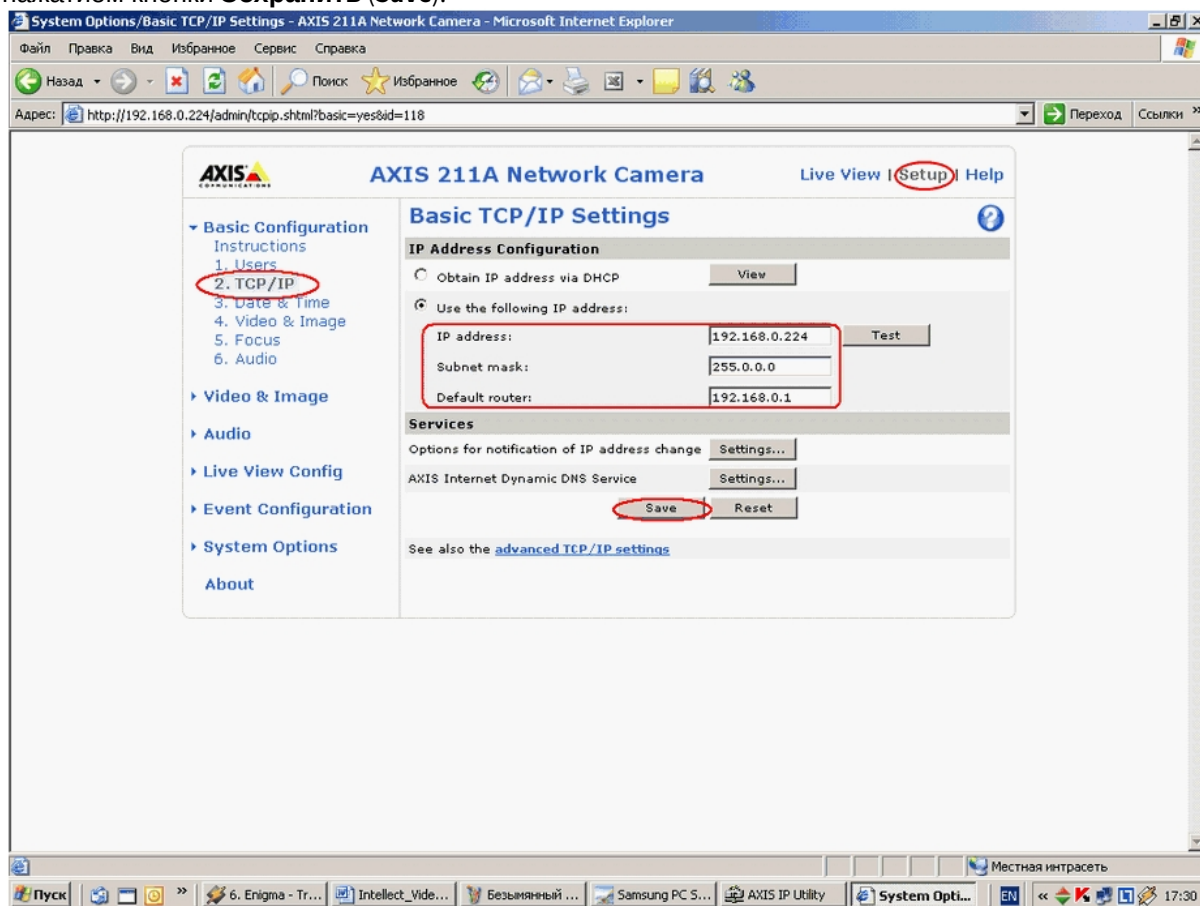 нажатием кнопки Сохранить (Save).
System Options/Basic TCP/IP Settings - AXIS 211A Network Camera - Microsoft Internet Explorer
Файл Правка Вид Избранное Сервис Справка
Назад Поиск Избранное
Адрес: http://192.168.0.224/admin/tcpip.shtml?basic=yes&id=118 Переход Ссылки »
AXIS COMMUNICATIONS
AXIS 211A Network Camera
Live View | Setup | Help
Basic Configuration
Instructions
1. Users
2. TCP/IP
3. Date & Time
4. Video & Image
5. Focus
6. Audio
Video & Image
Audio
Live View Config
Event Configuration
System Options
About
Basic TCP/IP Settings
IP Address Configuration
Obtain IP address via DHCP View
Use the following IP address:
IP address: 192.168.0.224 Test
Subnet mask: 255.0.0.0
Default router: 192.168.0.1
Services
Options for notification of IP address change Settings...
AXIS Internet Dynamic DNS Service Settings...
Save Reset
See also the advanced TCP/IP settings
Местная интрасеть
Пуск » 6. Enigma - Tr... Intellect_Vide... Безымянный ... Samsung PC S... AXIS IP Utility System Opti... EN « 17:30